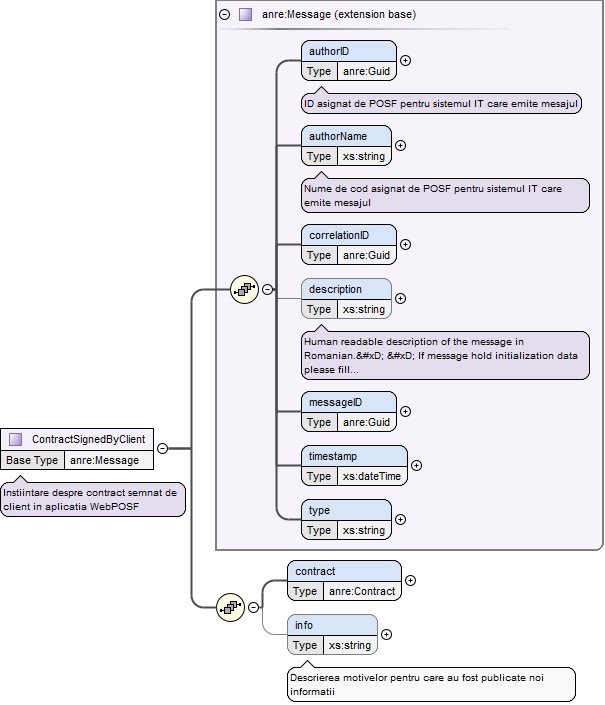 anre:Message (extension base)
authorID
Type anre:Guid
ID asignat de POSF pentru sistemul IT care emite mesajul
authorName
Type xs:string
Nume de cod asignat de POSF pentru sistemul IT care
emite mesajul
correlationID
Type anre:Guid
description
Type xs:string
Human readable description of the message in
Romanian.&#xD; &#xD; If message hold initialization data
please fill...
messageID
Type anre:Guid
timestamp
Type xs:dateTime
type
Type xs:string
ContractSignedByClient
Base Type anre:Message
Instiintare despre contract semnat de
client in aplicatia WebPOSF
contract
Type anre:Contract
info
Type xs:string
Descrierea motivelor pentru care au fost publicate noi
informatii